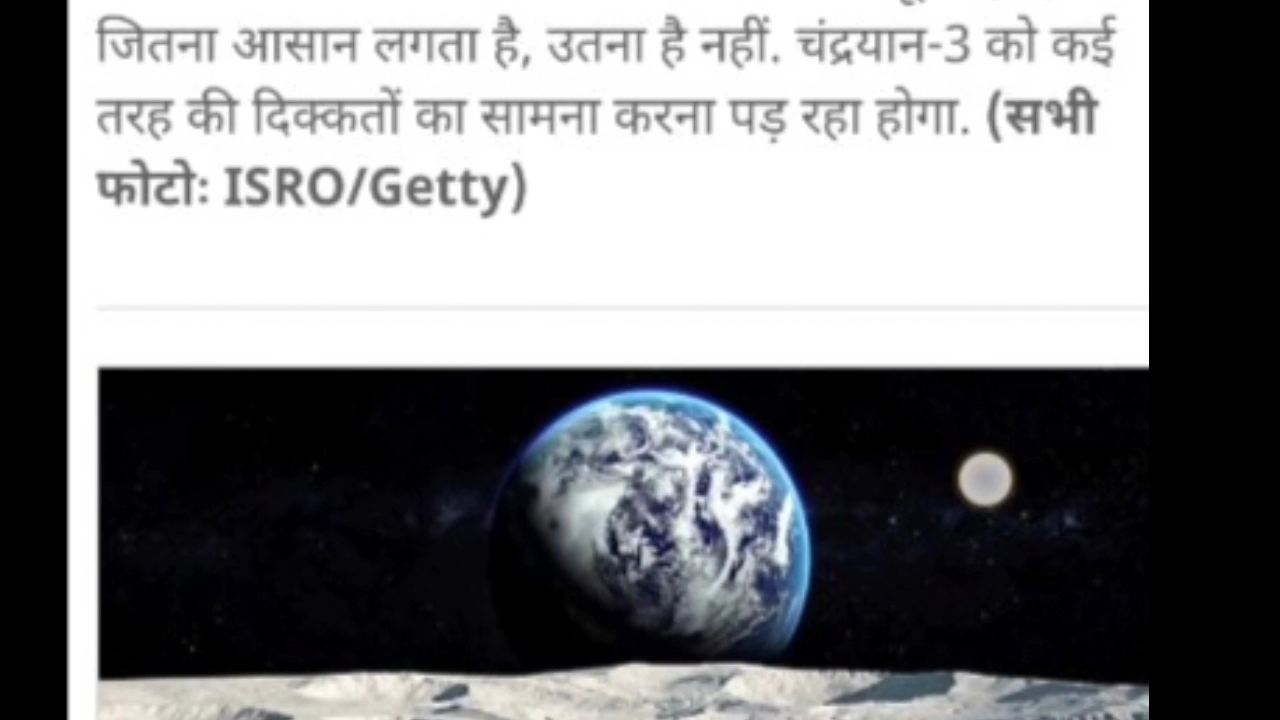 जितना आसान लगता है, उतना है नहीं. चंद्रयान-3 को कई
तरह की दिक्कतों का सामना करना पड़ रहा होगा. (सभी
फोटोः ISRO/Getty)